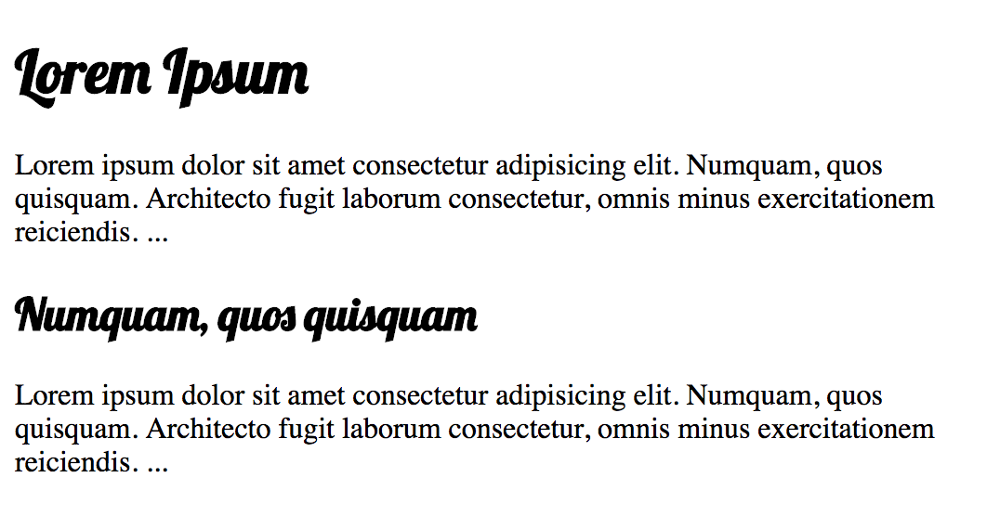 Lorem Ipsum
Lorem ipsum dolor sit amet consectetur adipisicing elit. Numquam, quos
quisquam. Architecto fugit laborum consectetur, omnis minus exercitationem
reiciendis. ...
Numquam, quos quisquam
Lorem ipsum dolor sit amet consectetur adipisicing elit. Numquam, quos
quisquam. Architecto fugit laborum consectetur, omnis minus exercitationem
reiciendis. ...